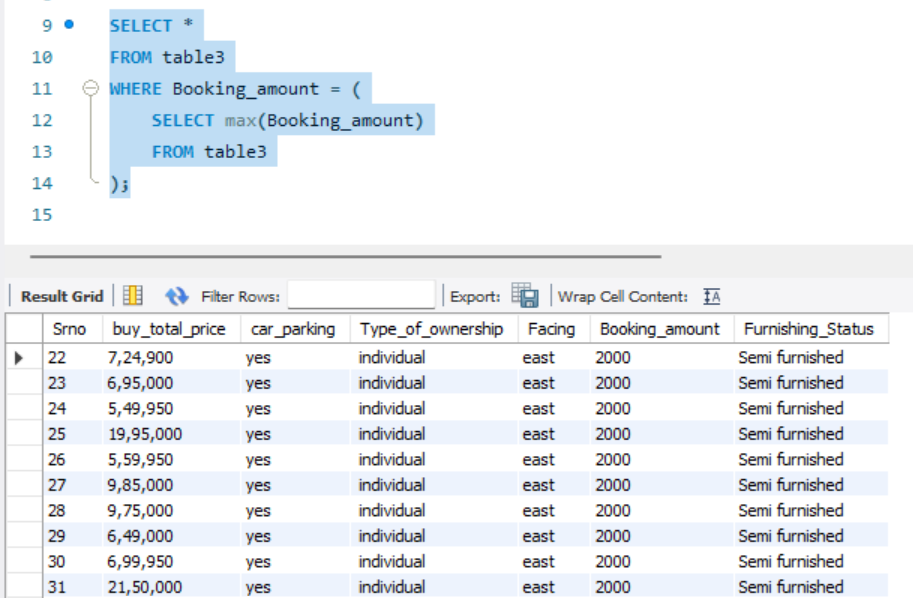 9 SELECT *
10 FROM table3
11 WHERE Booking_amount = (
12 SELECT max(Booking_amount)
13 FROM table3
14 );
15
Result Grid Filter Rows: Export: Wrap Cell Content: IA
Srno buy_total_price car_parking Type_of_ownership Facing Booking_amount Furnishing_Status
22 7,24,900 yes individual east 2000 Semi furnished
23 6,95,000 yes individual east 2000 Semi furnished
24 5,49,950 yes individual east 2000 Semi furnished
25 19,95,000 yes individual east 2000 Semi furnished
26 5,59,950 yes individual east 2000 Semi furnished
27 9,85,000 yes individual east 2000 Semi furnished
28 9,75,000 yes individual east 2000 Semi furnished
29 6,49,000 yes individual east 2000 Semi furnished
30 6,99,950 yes individual east 2000 Semi furnished
31 21,50,000 yes individual east 2000 Semi furnished